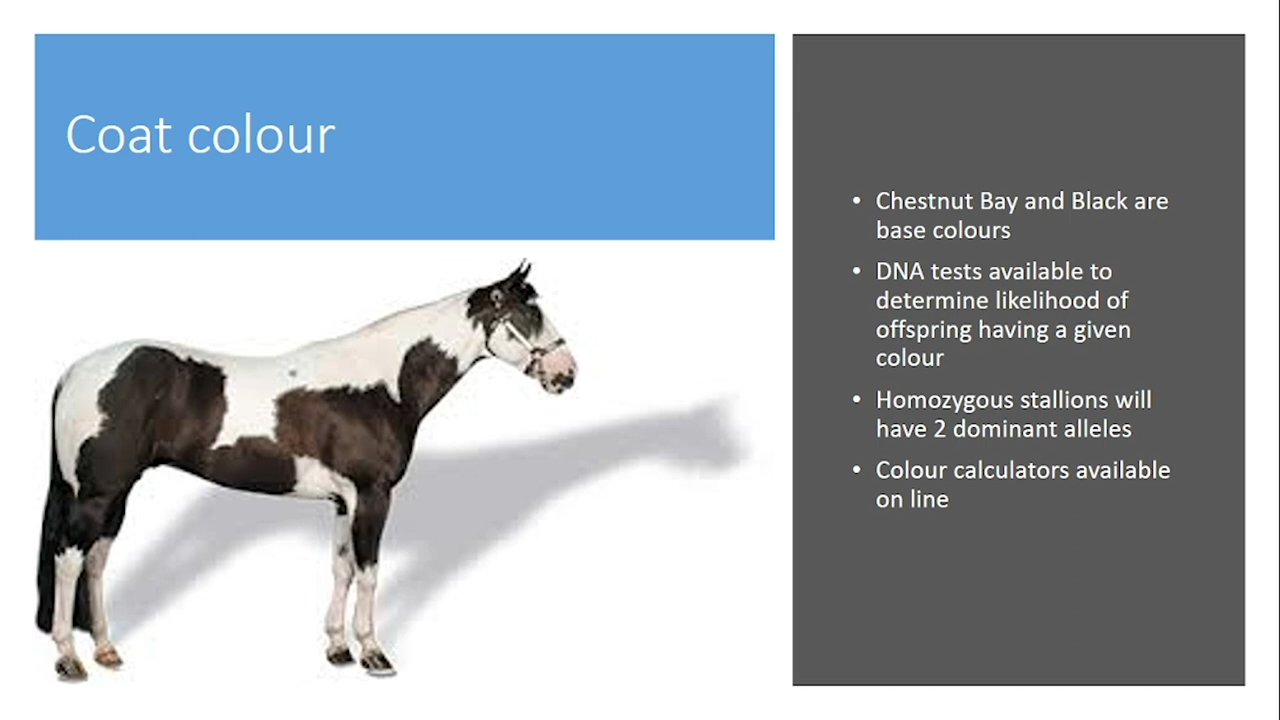 Coat colour
• Chestnut Bay and Black are
base colours
• DNA tests available to
determine likelihood of
offspring having a given
colour
• Homozygous stallions will
have 2 dominant alleles
• Colour calculators available
on line